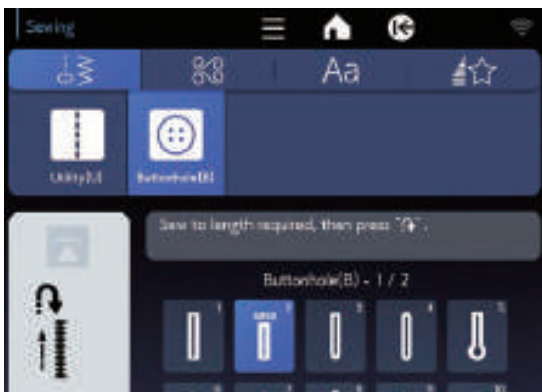 Sewing
Aa
Utility(U) Buttonhole(B)
Sew to length required, then press "".
Buttonhole(B) - 1 / 2
1 2 3 4 5